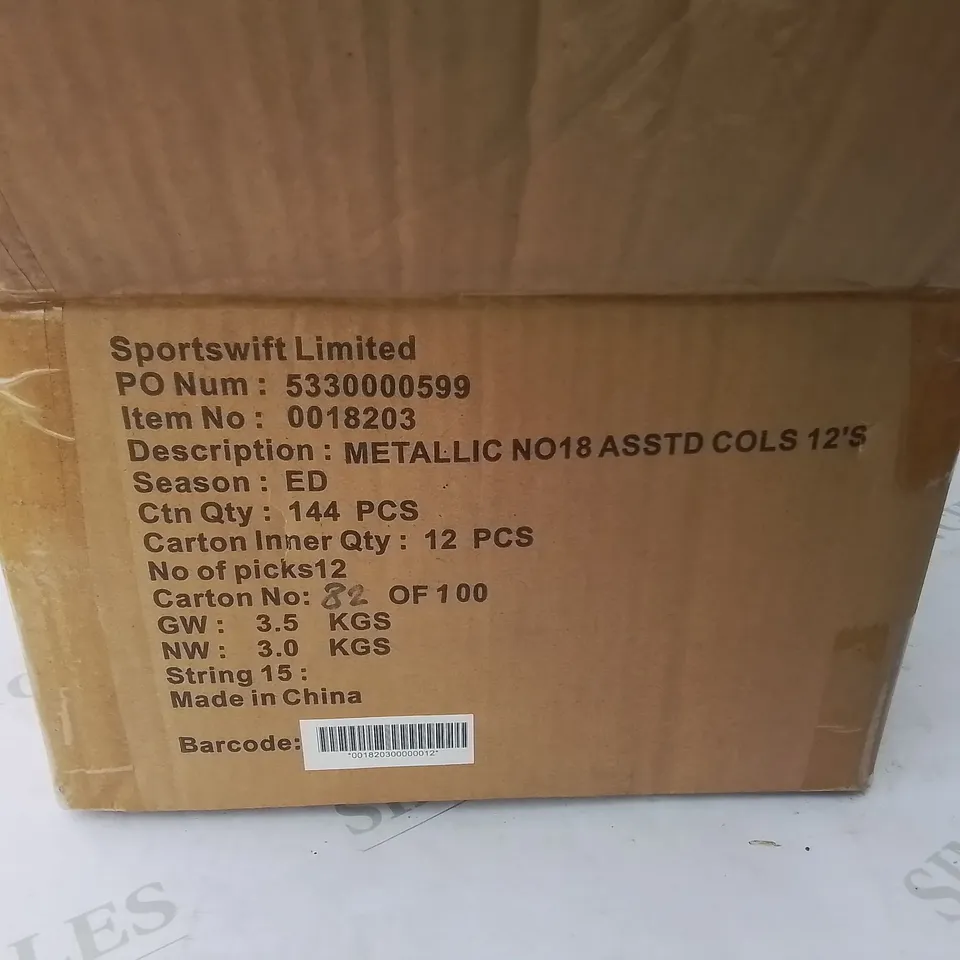 Sportswift Limited
PO Num : 5330000599
Item No : 0018203
Description : METALLIC NO18 ASSTD COLS 12'S
Season : ED
Ctn Qty : 144 PCS
Carton Inner Qty : 12 PCS
No of picks12
Carton No: 82 OF 100
GW : 3.5 KGS
NW : 3.0 KGS
String 15 :
Made in China
Barcode:
*001820300000012*